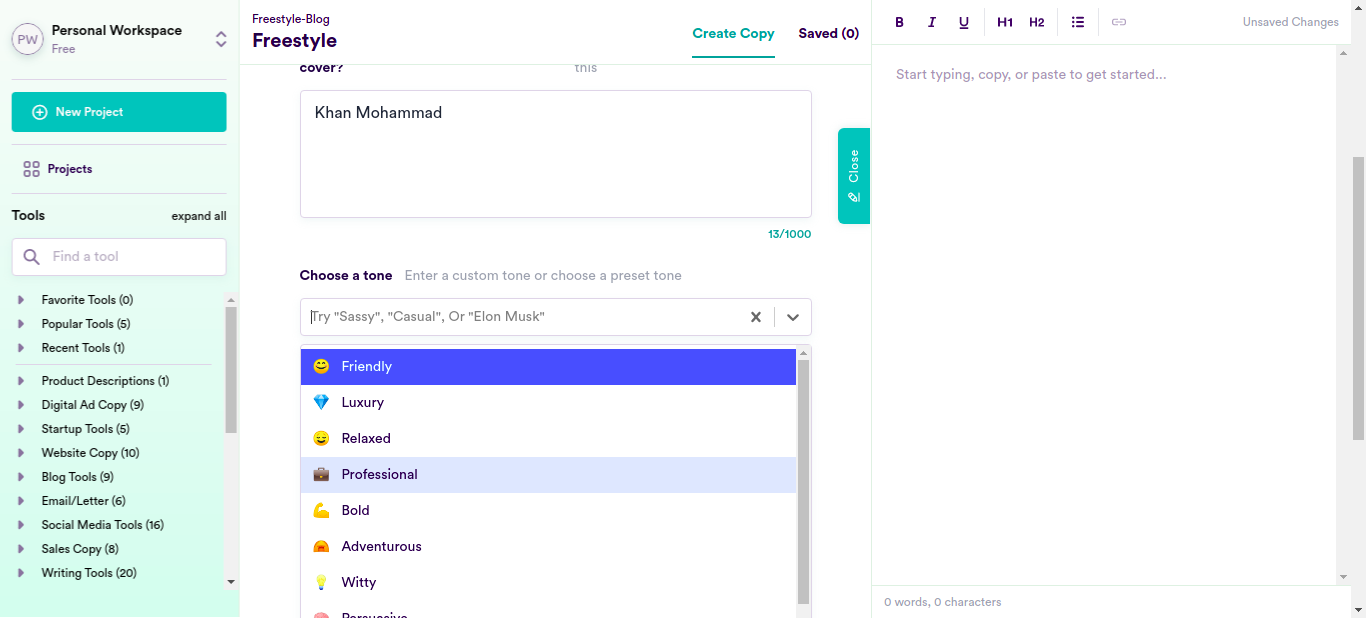 PW
Personal Workspace
Free
New Project
Projects
Tools expand all
Find a tool
Favorite Tools (0)
Popular Tools (5)
Recent Tools (1)
Product Descriptions (1)
Digital Ad Copy (9)
Startup Tools (5)
Website Copy (10)
Blog Tools (9)
Email/Letter (6)
Social Media Tools (16)
Sales Copy (8)
Writing Tools (20)
Freestyle-Blog
Freestyle
Create Copy Saved (0)
cover? this
Khan Mohammad
13/1000
Close
Choose a tone Enter a custom tone or choose a preset tone
Try "Sassy", "Casual", Or "Elon Musk"
Friendly
Luxury
Relaxed
Professional
Bold
Adventurous
Witty
Persuasive
B I U H1 H2 Unsaved Changes
Start typing, copy, or paste to get started...
0 words, 0 characters